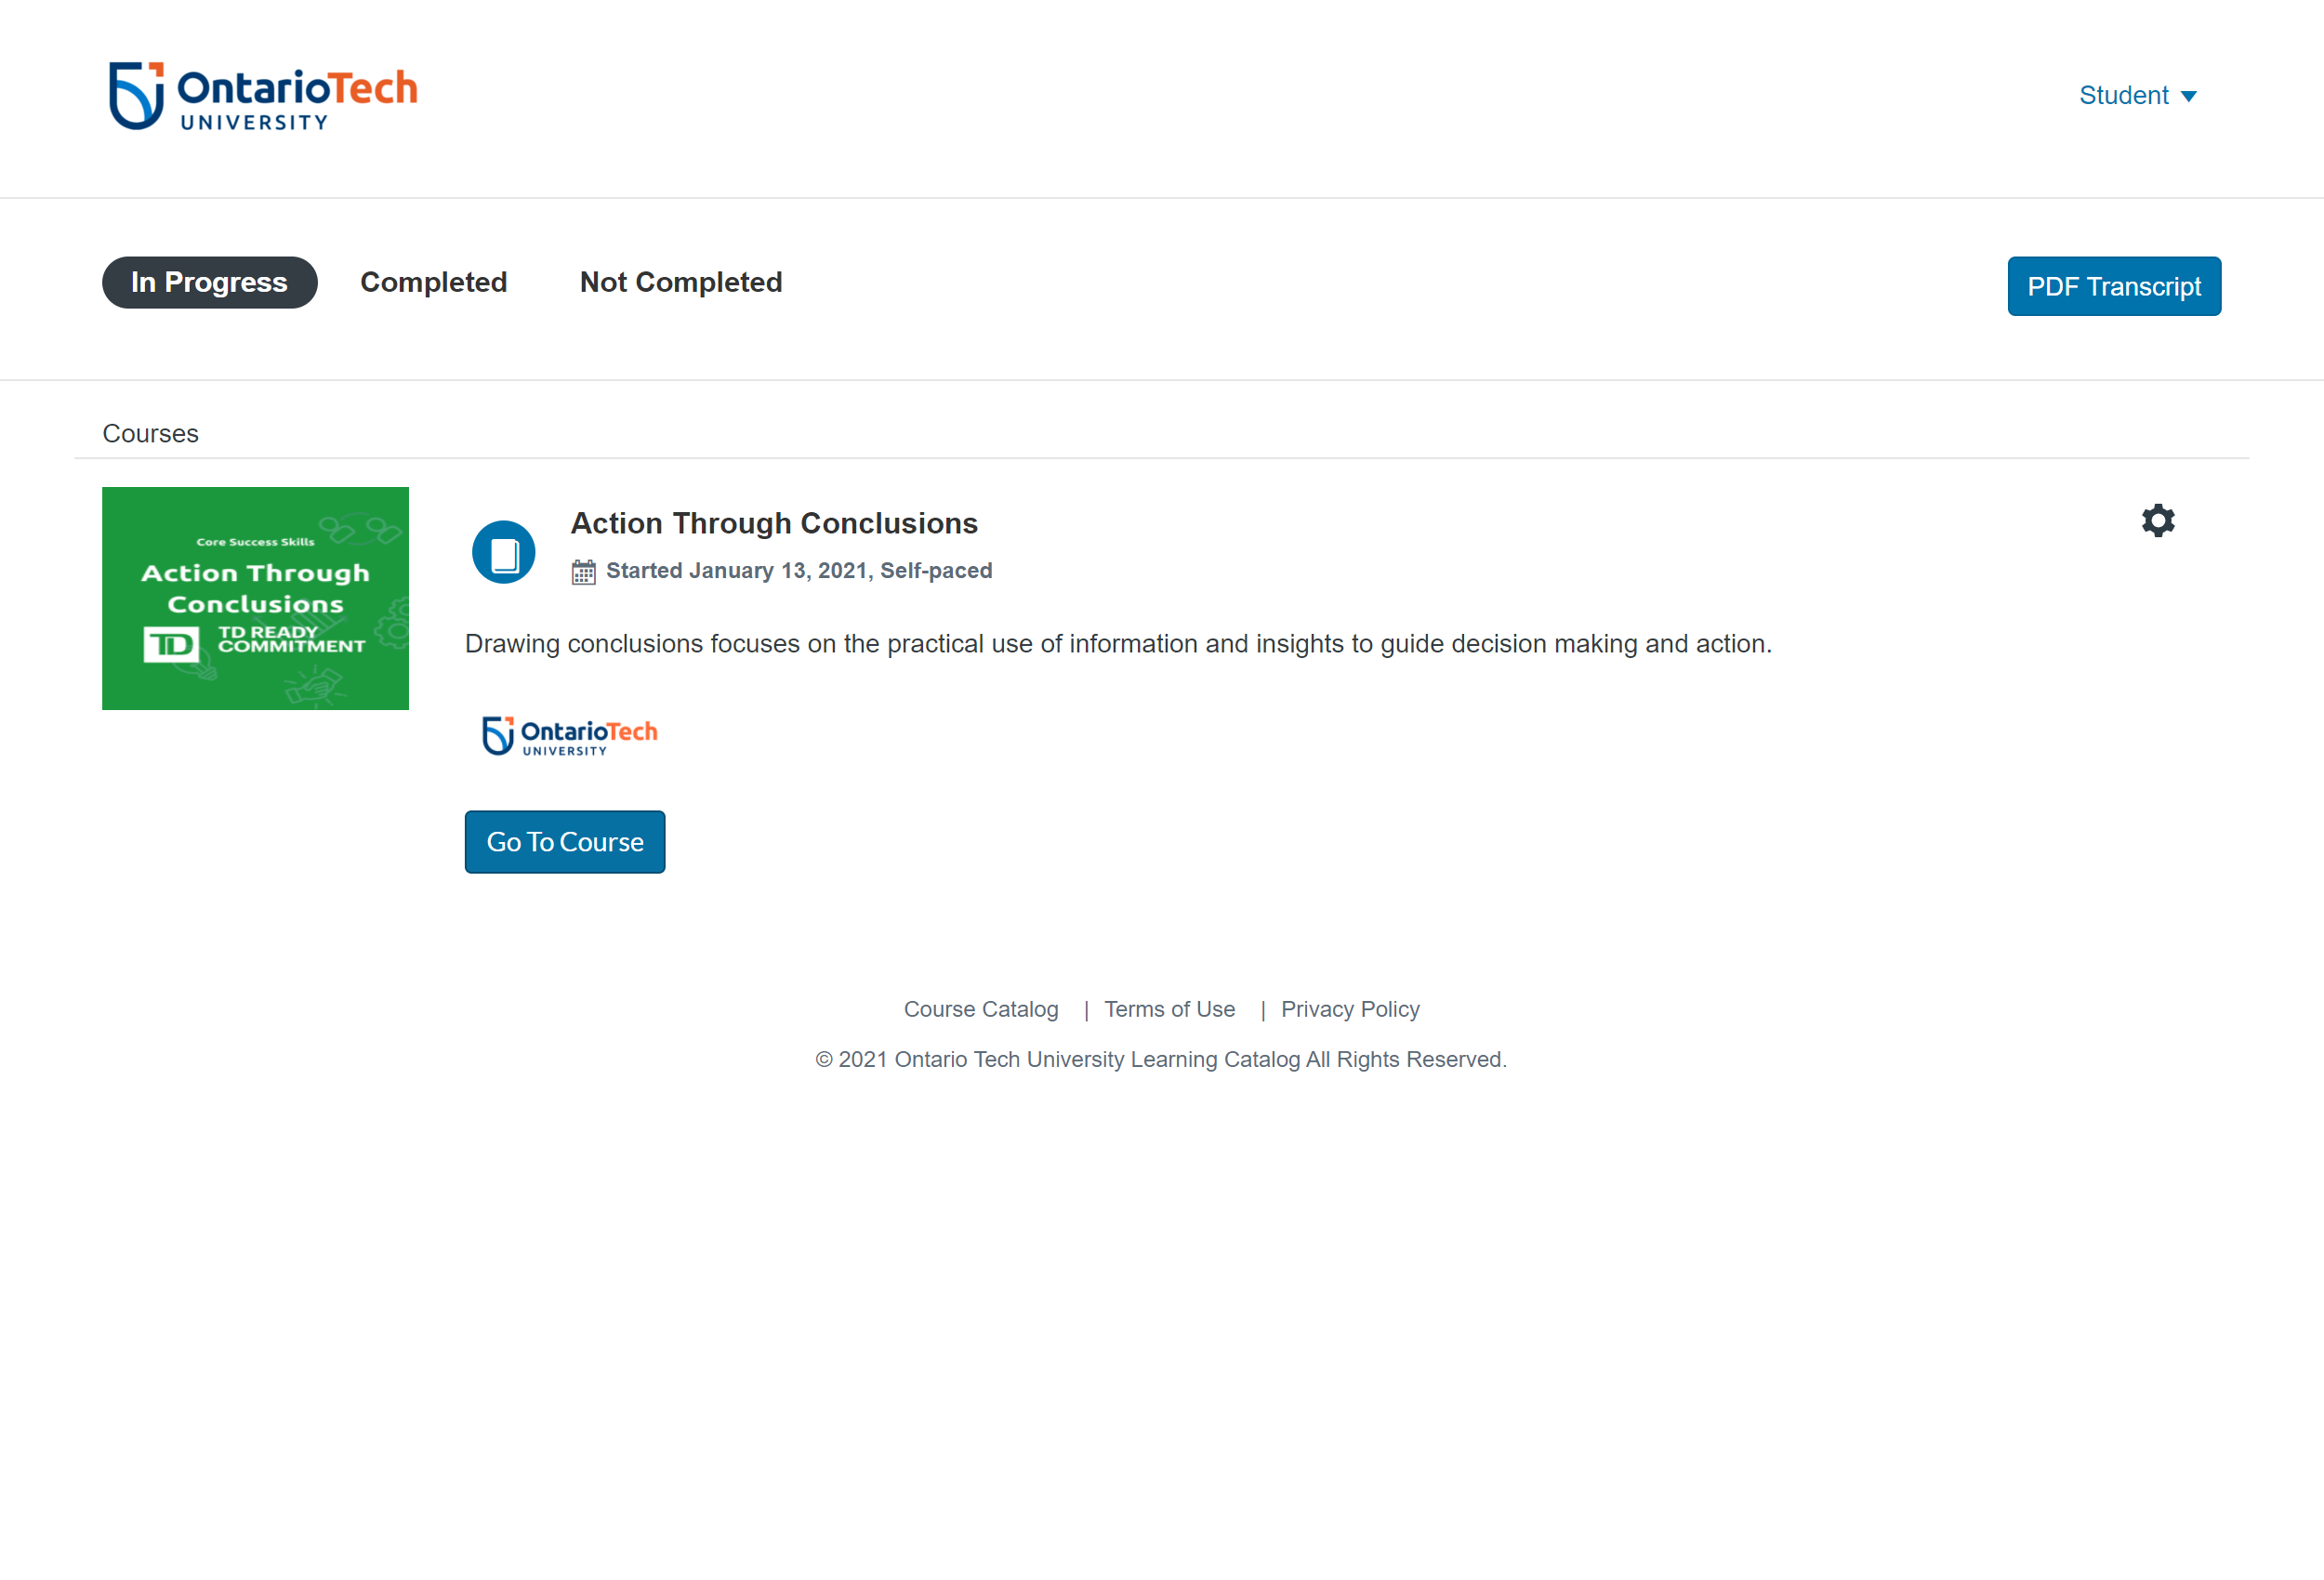 OntarioTech
UNIVERSITY
Student
In Progress
Completed
Not Completed
PDF Transcript
Courses
Core Success Skills
Action Through
Conclusions
TD
TD READY
COMMITMENT
Action Through Conclusions
Started January 13, 2021, Self-paced
Drawing conclusions focuses on the practical use of information and insights to guide decision making and action.
OntarioTech
UNIVERSITY
Go To Course
Course Catalog | Terms of Use | Privacy Policy
© 2021 Ontario Tech University Learning Catalog All Rights Reserved.